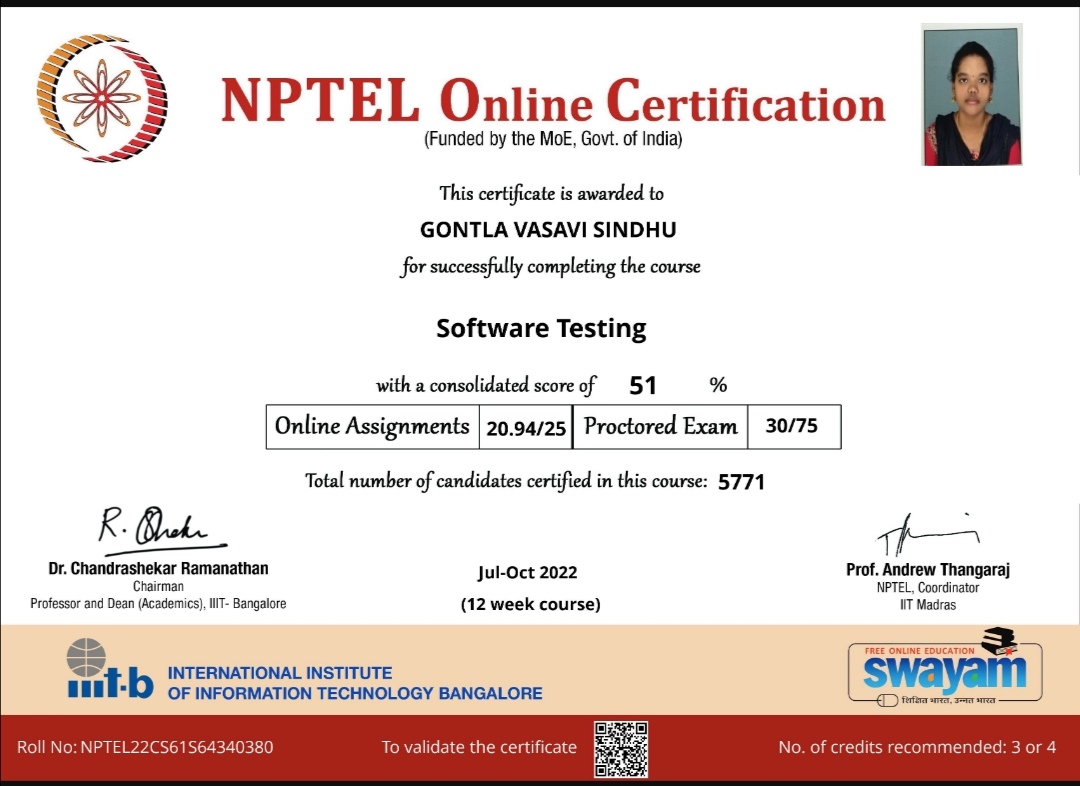 NPTEL Online Certification
(Funded by the MoE, Govt. of India)
This certificate is awarded to
GONTLA VASAVI SINDHU
for successfully completing the course
Software Testing
with a consolidated score of 51 %
Online Assignments 20.94/25 Proctored Exam 30/75
Total number of candidates certified in this course: 5771
Dr. Chandrashekar Ramanathan
Chairman
Professor and Dean (Academics), IIIT- Bangalore
Jul-Oct 2022
(12 week course)
Prof. Andrew Thangaraj
NPTEL, Coordinator
IIT Madras
iiit-b
INTERNATIONAL INSTITUTE
OF INFORMATION TECHNOLOGY BANGALORE
FREE ONLINE EDUCATION
swayam
शिक्षित भारत, उन्नत भारत
Roll No: NPTEL22CS61S64340380
To validate the certificate
No. of credits recommended: 3 or 4